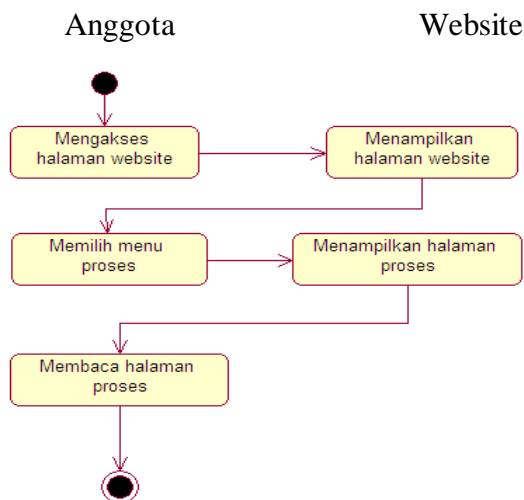 Anggota
Website
Mengakses
halaman website
Menampilkan
halaman website
Memilih menu
proses
Menampilkan halaman
proses
Membaca halaman
proses